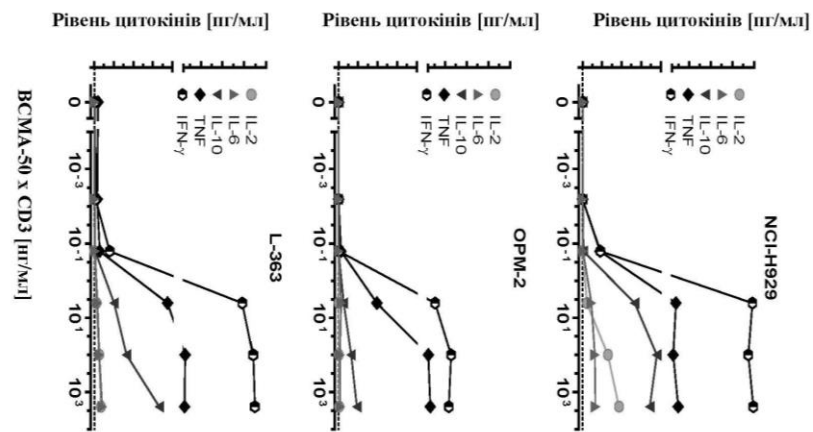 Рівень цитокінів [пг/мл]
Рівень цитокінів [пг/мл]
Рівень цитокінів [пг/мл]
IL-2
IL-6
IL-10
TNF
IFN-γ
NCI-H929
0
10-3
10-1
101
103
IL-2
IL-6
IL-10
TNF
IFN-γ
OPM-2
0
10-3
10-1
101
103
IL-2
IL-6
IL-10
TNF
IFN-γ
L-363
0
10-3
10-1
101
103
BCMA-50 x CD3 [нг/мл]